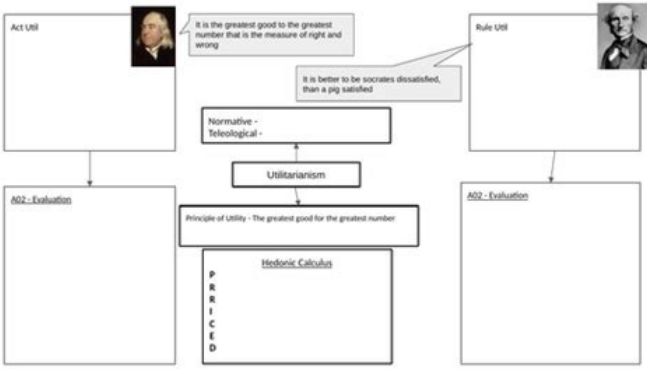 Act Util
It is the greatest good to the greatest
number that is the measure of right and
wrong
Rule Util
It is better to be socrates dissatisfied,
than a pig satisfied
Normative -
Teleological -
Utilitarianism
A02 - Evaluation
Principle of Utility - The greatest good for the greatest number
A02 - Evaluation
Hedonic Calculus
P
R
R
I
C
E
D